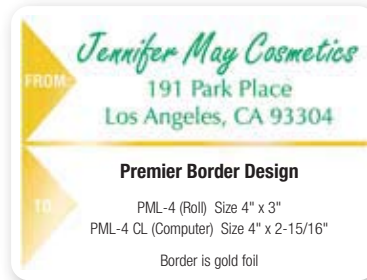 Jennifer May Cosmetics
FROM:
191 Park Place
Los Angeles, CA 93304
TO:
Premier Border Design
PML-4 (Roll) Size 4" x 3"
PML-4 CL (Computer) Size 4" x 2-15/16"
Border is gold foil